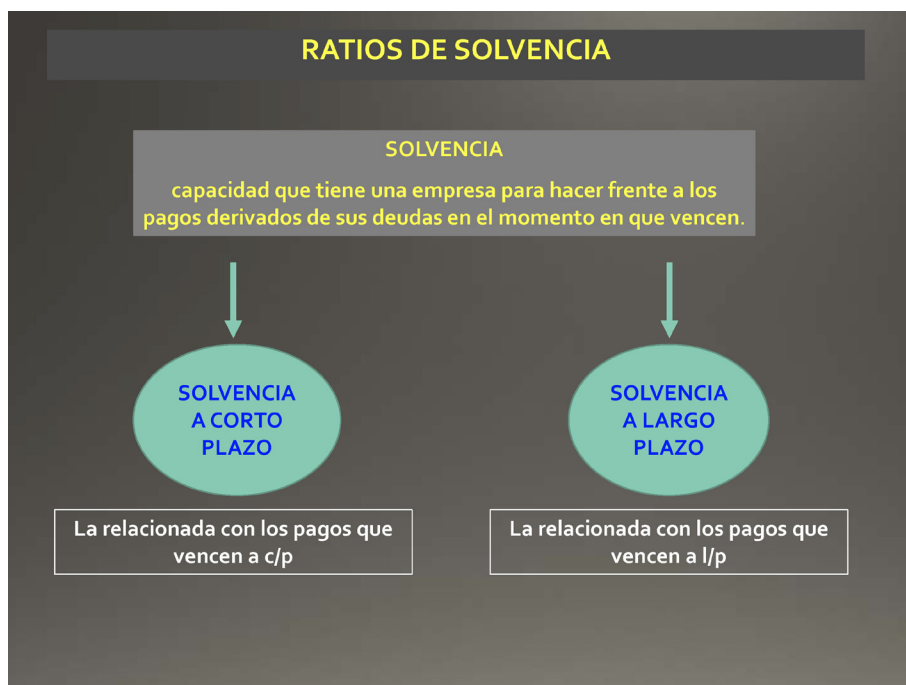 RATIOS DE SOLVENCIA
SOLVENCIA
capacidad que tiene una empresa para hacer frente a los
pagos derivados de sus deudas en el momento en que vencen.
SOLVENCIA
A CORTO
PLAZO
La relacionada con los pagos que
vencen a c/p
SOLVENCIA
A LARGO
PLAZO
La relacionada con los pagos que
vencen a l/p